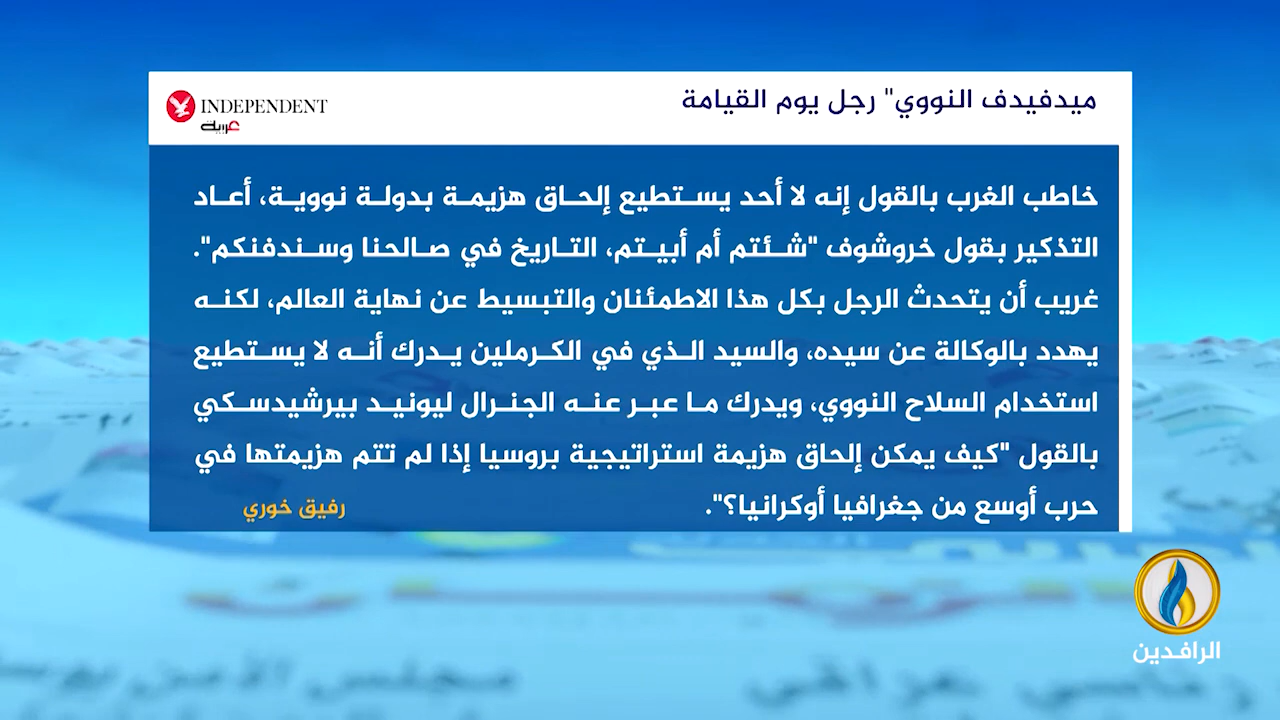 ميدفيدف النووي" رجل يوم القيامة
INDEPENDENT
عربية
خاطب الغرب بالقول إنه لا أحد يستطيع إلحاق هزيمة بدولة نووية، أعاد
التذكير بقول خروشوف "شئتم أم أبيتم، التاريخ في صالحنا وسندفنكم".
غريب أن يتحدث الرجل بكل هذا الاطمئنان والتبسيط عن نهاية العالم، لكنه
يهدد بالوكالة عن سيده، والسيد الذي في الكرملين يدرك أنه لا يستطيع
استخدام السلاح النووي، ويدرك ما عبر عنه الجنرال ليونيد بيرشيدسكي
بالقول "كيف يمكن إلحاق هزيمة استراتيجية بروسيا إذا لم تتم هزيمتها في
حرب أوسع من جغرافيا أوكرانيا؟".
رفيق خوري
الرافدين
مجلس الأمن